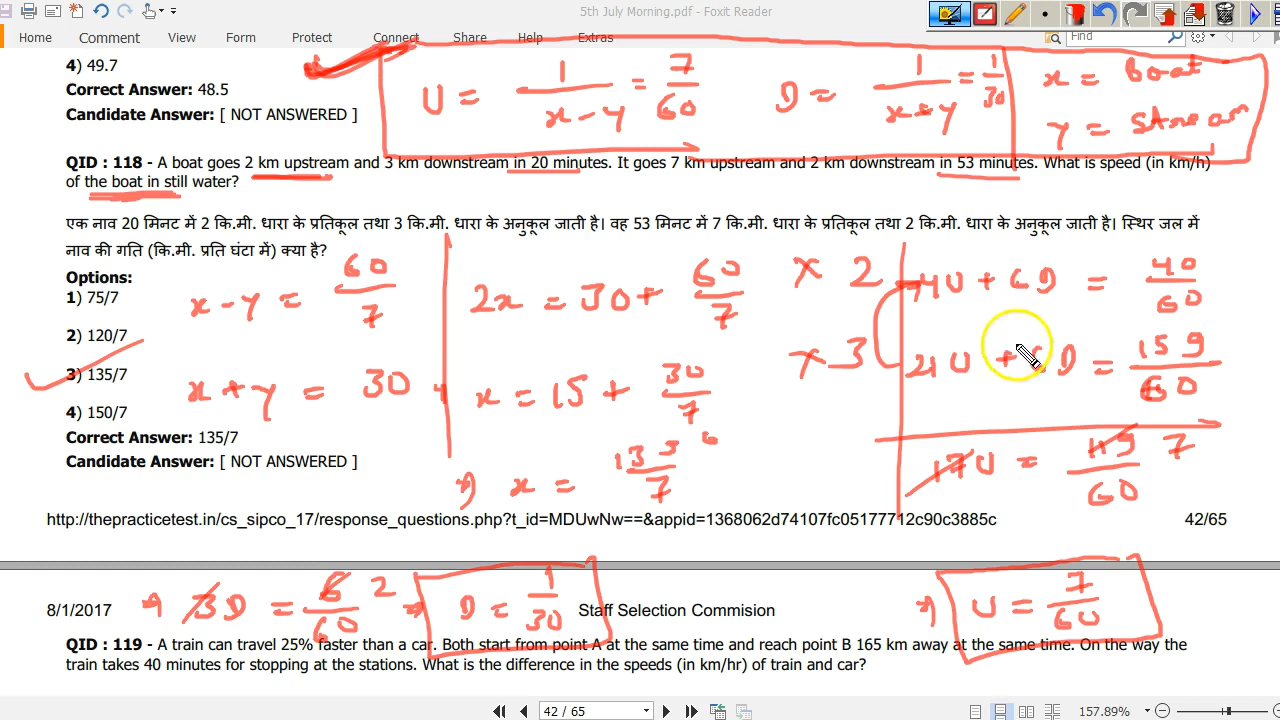 5th July Morning.pdf - Foxit Reader
Home Comment View Form Protect Connect Share Help Extras Find
4) 49.7
Correct Answer: 48.5
Candidate Answer: [ NOT ANSWERED ]
U = 1/(x - y) = 7/60 D = 1/(x + y) = 1/30 x = Boat
y = Stream
QID : 118 - A boat goes 2 km upstream and 3 km downstream in 20 minutes. It goes 7 km upstream and 2 km downstream in 53 minutes. What is speed (in km/h)
of the boat in still water?
एक नाव 20 मिनट में 2 कि.मी. धारा के प्रतिकूल तथा 3 कि.मी. धारा के अनुकूल जाती है। वह 53 मिनट में 7 कि.मी. धारा के प्रतिकूल तथा 2 कि.मी. धारा के अनुकूल जाती है। स्थिर जल में
नाव की गति (कि.मी. प्रति घंटा में) क्या है?
Options:
1) 75/7
2) 120/7
3) 135/7
4) 150/7
Correct Answer: 135/7
Candidate Answer: [ NOT ANSWERED ]
x - y = 60/7
x + y = 30
2x = 30 + 60/7
x = 15 + 30/7
x = 135/7
× 2 4U + 6D = 40/60
× 3 21U + 6D = 159/60
17U = 119/60 7
http://thepracticetest.in/cs_sipco_17/response_questions.php?t_id=MDUwNw==&appid=1368062d74107fc05177712c90c3885c 42/65
3D = 6/60 2 ⇒ D = 1/30 ⇒ U = 7/60
8/1/2017 Staff Selection Commision
QID : 119 - A train can travel 25% faster than a car. Both start from point A at the same time and reach point B 165 km away at the same time. On the way the
train takes 40 minutes for stopping at the stations. What is the difference in the speeds (in km/hr) of train and car?
42 / 65 157.89%